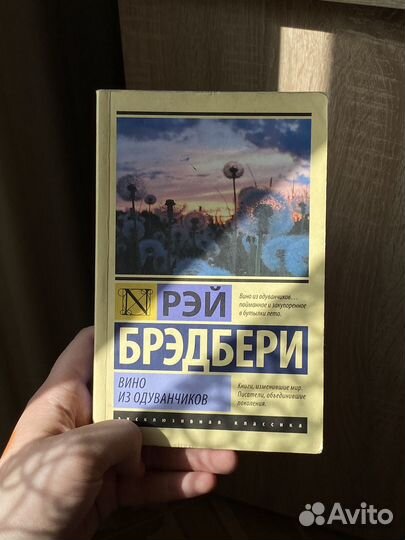 N
РЭЙ
Вино из одуванчиков...
пойманное и закупоренное
в бутылки лето.
БРЭДБЕРИ
ВИНО
ИЗ ОДУВАНЧИКОВ
Книги, изменившие мир.
Писатели, объединившие
поколения.
ЭКСКЛЮЗИВНАЯ КЛАССИКА
Avito